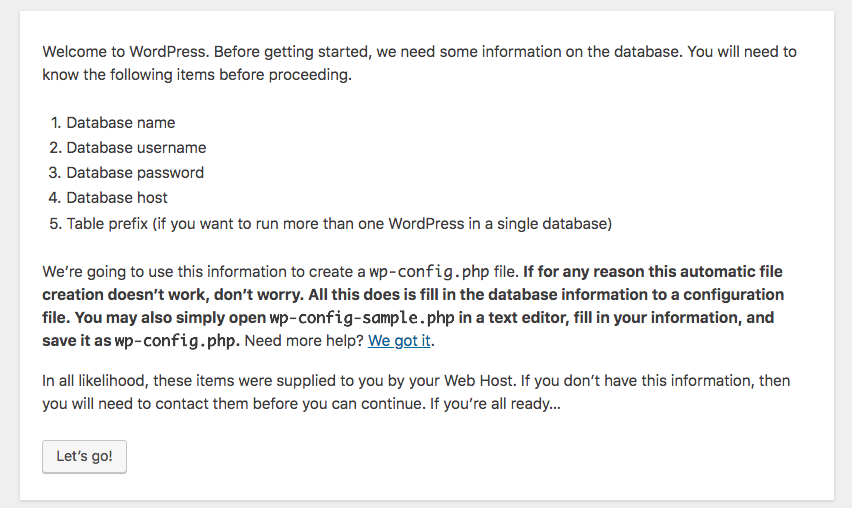 Welcome to WordPress. Before getting started, we need some information on the database. You will need to
know the following items before proceeding.
1. Database name
2. Database username
3. Database password
4. Database host
5. Table prefix (if you want to run more than one WordPress in a single database)
We’re going to use this information to create a wp-config.php file. If for any reason this automatic file
creation doesn’t work, don’t worry. All this does is fill in the database information to a configuration
file. You may also simply open wp-config-sample.php in a text editor, fill in your information, and
save it as wp-config.php. Need more help? We got it.
In all likelihood, these items were supplied to you by your Web Host. If you don’t have this information, then
you will need to contact them before you can continue. If you’re all ready…
Let’s go!